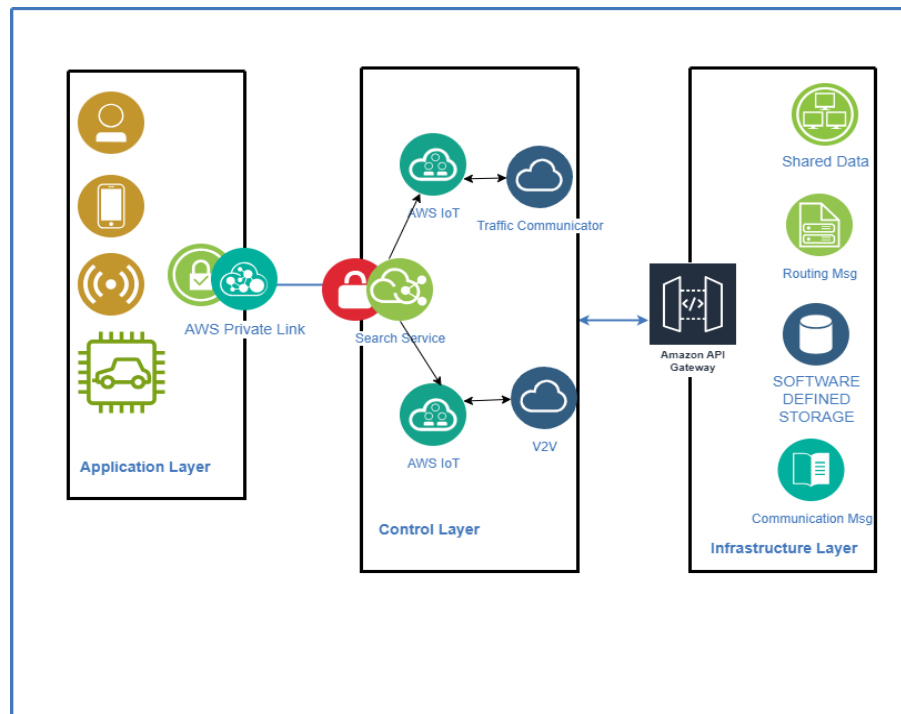 AWS Private Link
Application Layer
AWS IoT
Traffic Communicator
Search Service
AWS IoT
V2V
Control Layer
</>
Amazon API
Gateway
Shared Data
Routing Msg
SOFTWARE
DEFINED
STORAGE
Communication Msg
Infrastructure Layer